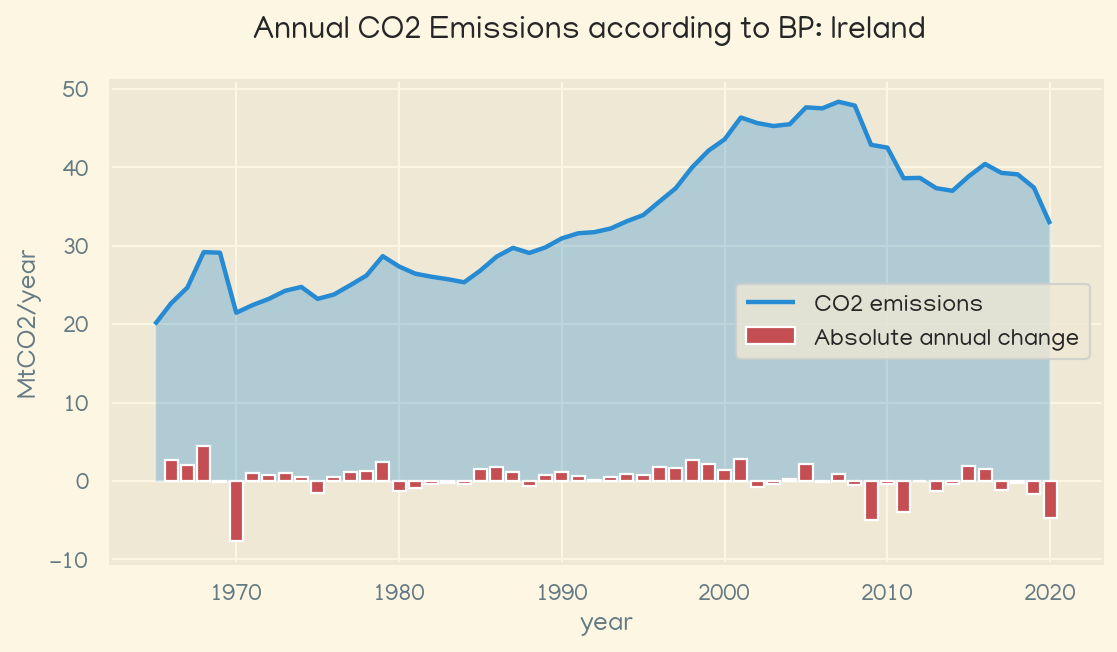 Annual CO2 Emissions according to BP: Ireland
MtCO2/year
50
40
30
20
10
0
−10
CO2 emissions
Absolute annual change
1970 1980 1990 2000 2010 2020
year